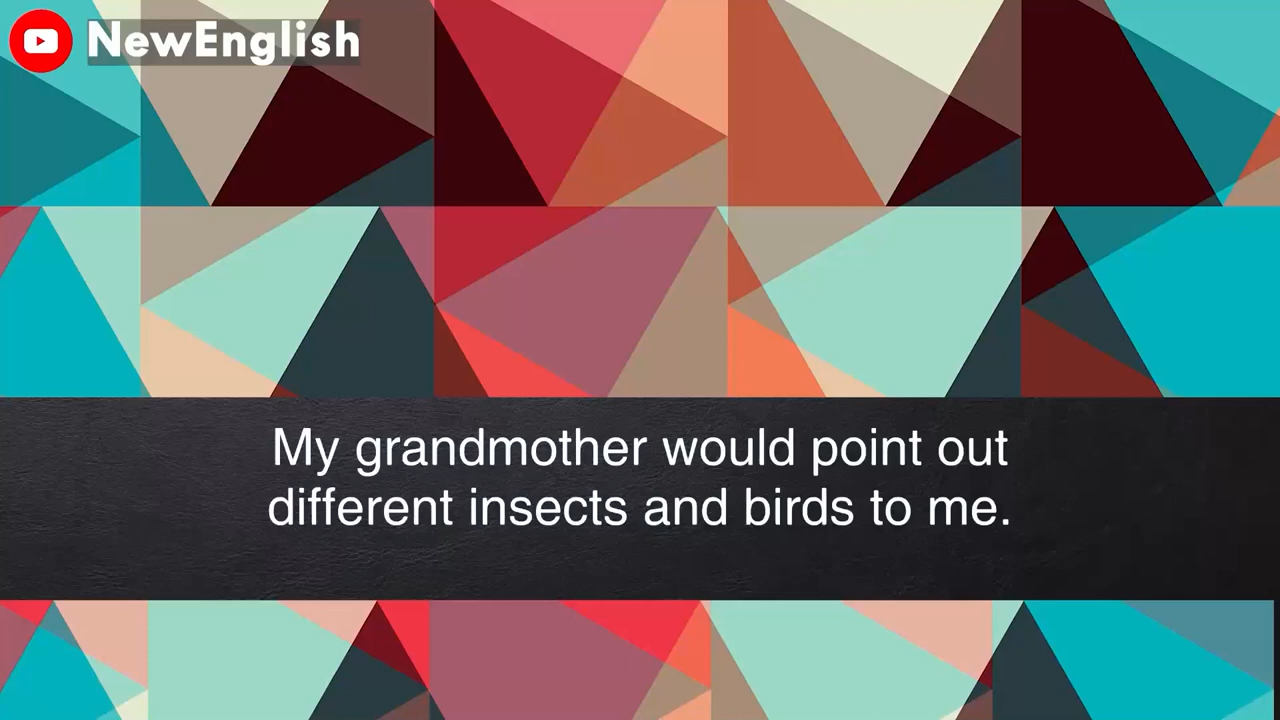 NewEnglish
My grandmother would point out
different insects and birds to me.